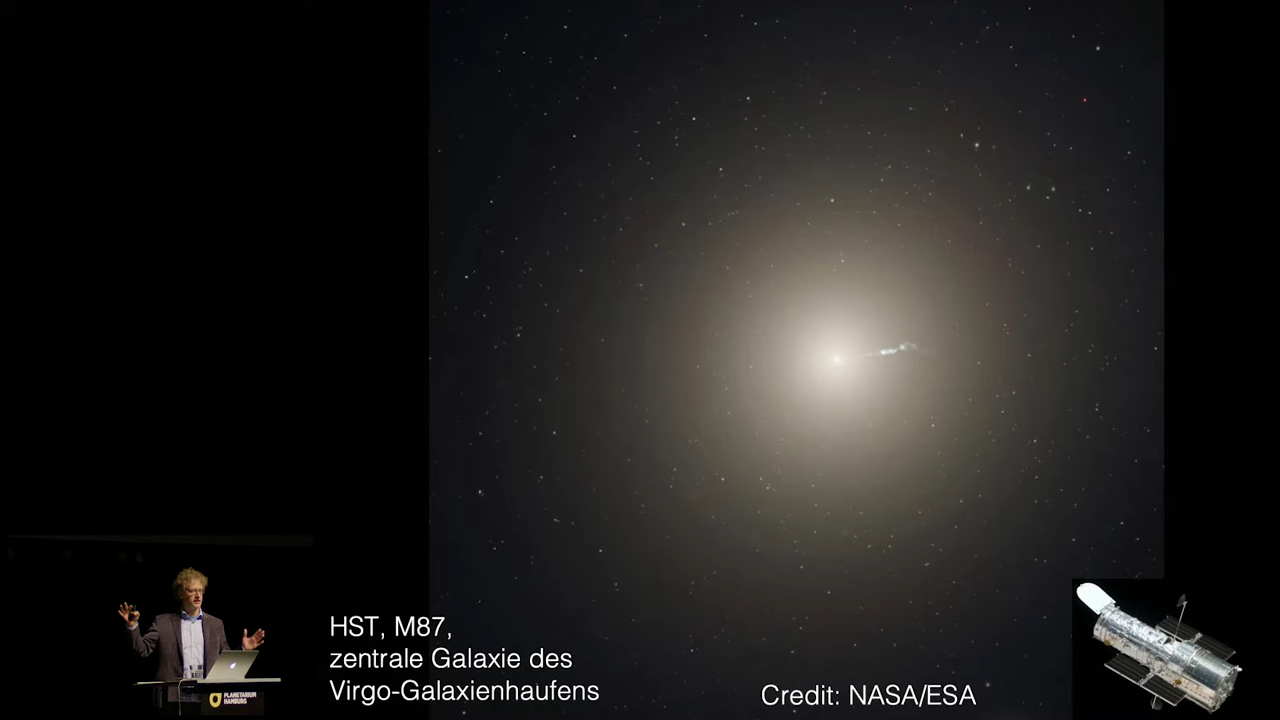 HST, M87,
zentrale Galaxie des
Virgo-Galaxienhaufens
Credit: NASA/ESA
PLANETARIUM
HAMBURG